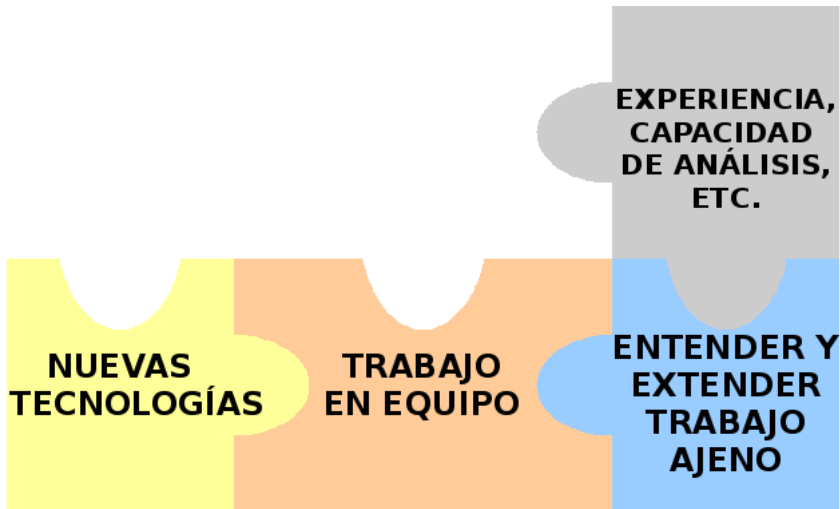 EXPERIENCIA,
CAPACIDAD
DE ANÁLISIS,
ETC.
NUEVAS
TECNOLOGÍAS
TRABAJO
EN EQUIPO
ENTENDER Y
EXTENDER
TRABAJO
AJENO